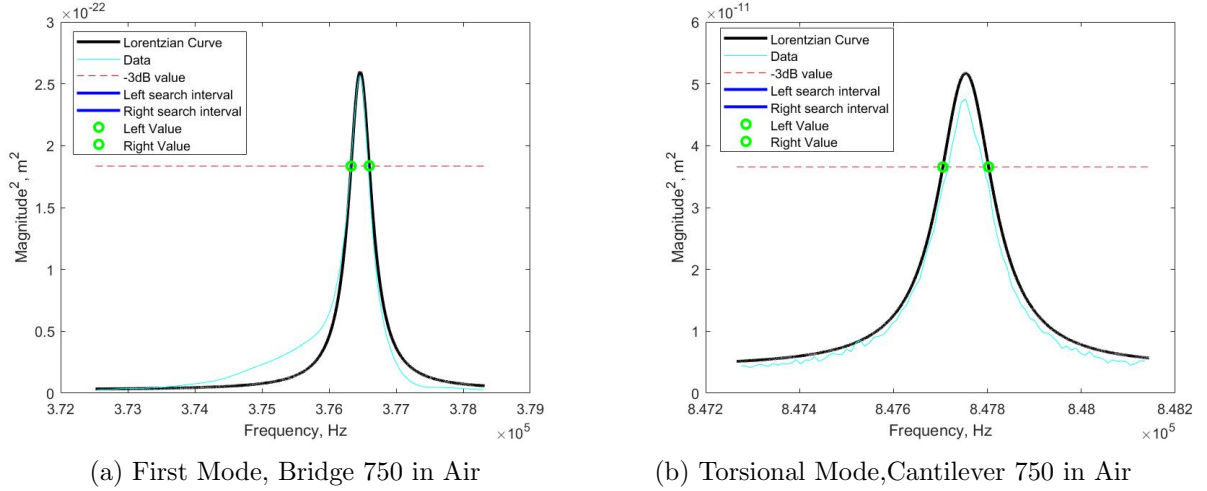 ×10⁻²²
3
2.5
2
1.5
1
0.5
0
Magnitude², m²
Lorentzian Curve
Data
-3dB value
Left search interval
Right search interval
Left Value
Right Value
3.72 3.73 3.74 3.75 3.76 3.77 3.78 3.79
Frequency, Hz
×10⁵
(a) First Mode, Bridge 750 in Air
×10⁻¹¹
6
5
4
3
2
1
0
Magnitude², m²
Lorentzian Curve
Data
-3dB value
Left search interval
Right search interval
Left Value
Right Value
8.472 8.474 8.476 8.478 8.48 8.482
Frequency, Hz
×10⁵
(b) Torsional Mode,Cantilever 750 in Air